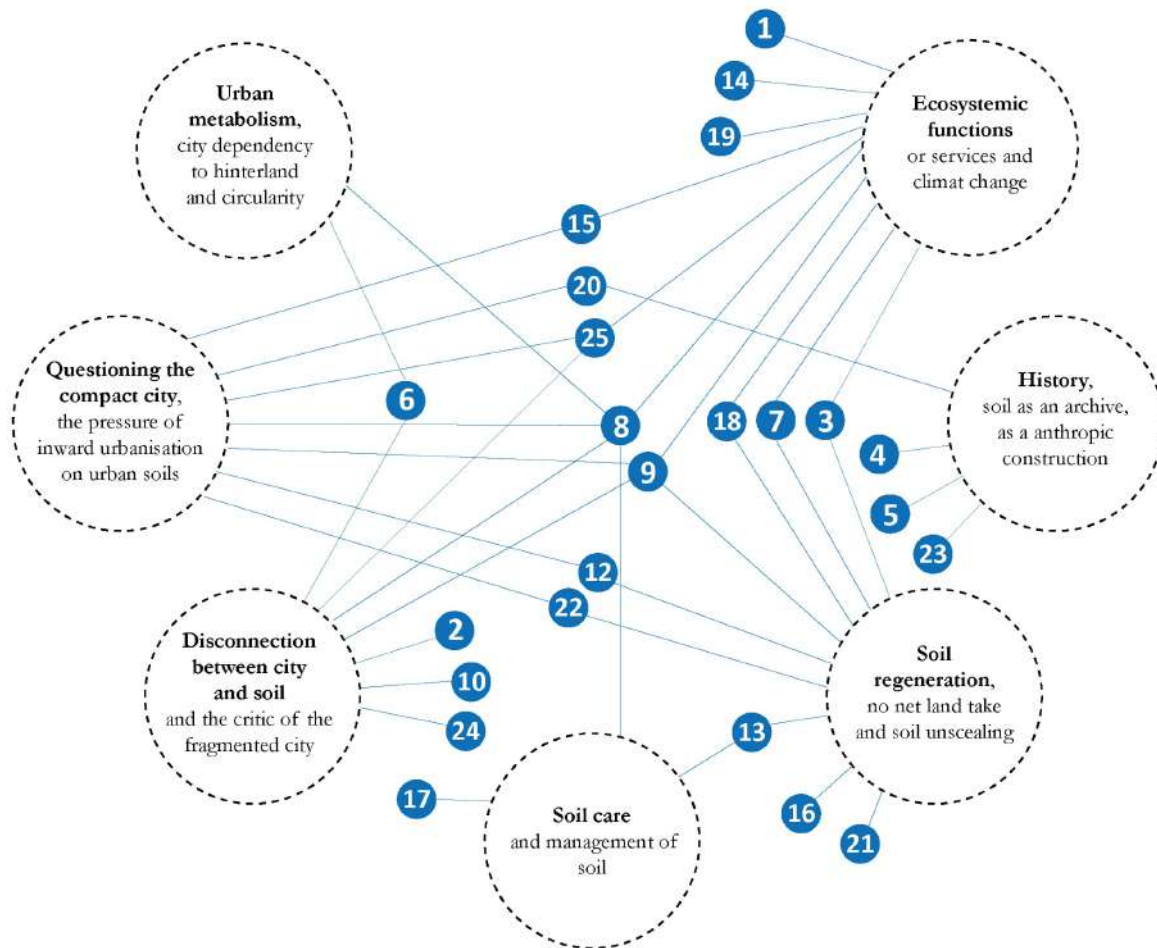 1
14
19
Urban
metabolism,
city dependency
to hinterland
and circularity
Ecosystemic
functions
or services and
climat change
15
20
25
6
8
9
18
7
3
Questioning the
compact city,
the pressure of
inward urbanisation
on urban soils
History,
soil as an archive,
as a anthropic
construction
4
5
23
12
22
Disconnection
between city
and soil
and the critic of the
fragmented city
2
10
24
Soil
regeneration,
no net land take
and soil unscealing
13
17
16
21
Soil care
and management of
soil